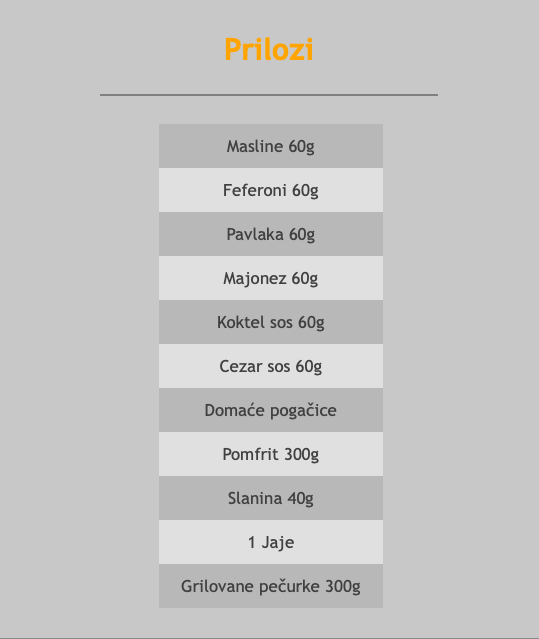 Prilozi
Masline 60g
Feferoni 60g
Pavlaka 60g
Majonez 60g
Koktel sos 60g
Cezar sos 60g
Domaće pogačice
Pomfrit 300g
Slanina 40g
1 Jaje
Grilovane pečurke 300g